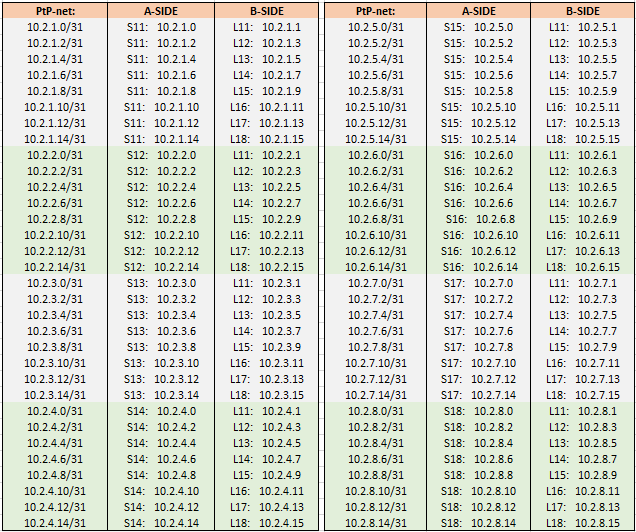 PtP-net: A-SIDE B-SIDE PtP-net: A-SIDE B-SIDE
10.2.1.0/31 S11: 10.2.1.0 L11: 10.2.1.1 10.2.5.0/31 S15: 10.2.5.0 L11: 10.2.5.1
10.2.1.2/31 S11: 10.2.1.2 L12: 10.2.1.3 10.2.5.2/31 S15: 10.2.5.2 L12: 10.2.5.3
10.2.1.4/31 S11: 10.2.1.4 L13: 10.2.1.5 10.2.5.4/31 S15: 10.2.5.4 L13: 10.2.5.5
10.2.1.6/31 S11: 10.2.1.6 L14: 10.2.1.7 10.2.5.6/31 S15: 10.2.5.6 L14: 10.2.5.7
10.2.1.8/31 S11: 10.2.1.8 L15: 10.2.1.9 10.2.5.8/31 S15: 10.2.5.8 L15: 10.2.5.9
10.2.1.10/31 S11: 10.2.1.10 L16: 10.2.1.11 10.2.5.10/31 S15: 10.2.5.10 L16: 10.2.5.11
10.2.1.12/31 S11: 10.2.1.12 L17: 10.2.1.13 10.2.5.12/31 S15: 10.2.5.12 L17: 10.2.5.13
10.2.1.14/31 S11: 10.2.1.14 L18: 10.2.1.15 10.2.5.14/31 S15: 10.2.5.14 L18: 10.2.5.15
10.2.2.0/31 S12: 10.2.2.0 L11: 10.2.2.1 10.2.6.0/31 S16: 10.2.6.0 L11: 10.2.6.1
10.2.2.2/31 S12: 10.2.2.2 L12: 10.2.2.3 10.2.6.2/31 S16: 10.2.6.2 L12: 10.2.6.3
10.2.2.4/31 S12: 10.2.2.4 L13: 10.2.2.5 10.2.6.4/31 S16: 10.2.6.4 L13: 10.2.6.5
10.2.2.6/31 S12: 10.2.2.6 L14: 10.2.2.7 10.2.6.6/31 S16: 10.2.6.6 L14: 10.2.6.7
10.2.2.8/31 S12: 10.2.2.8 L15: 10.2.2.9 10.2.6.8/31 S16: 10.2.6.8 L15: 10.2.6.9
10.2.2.10/31 S12: 10.2.2.10 L16: 10.2.2.11 10.2.6.10/31 S16: 10.2.6.10 L16: 10.2.6.11
10.2.2.12/31 S12: 10.2.2.12 L17: 10.2.2.13 10.2.6.12/31 S16: 10.2.6.12 L17: 10.2.6.13
10.2.2.14/31 S12: 10.2.2.14 L18: 10.2.2.15 10.2.6.14/31 S16: 10.2.6.14 L18: 10.2.6.15
10.2.3.0/31 S13: 10.2.3.0 L11: 10.2.3.1 10.2.7.0/31 S17: 10.2.7.0 L11: 10.2.7.1
10.2.3.2/31 S13: 10.2.3.2 L12: 10.2.3.3 10.2.7.2/31 S17: 10.2.7.2 L12: 10.2.7.3
10.2.3.4/31 S13: 10.2.3.4 L13: 10.2.3.5 10.2.7.4/31 S17: 10.2.7.4 L13: 10.2.7.5
10.2.3.6/31 S13: 10.2.3.6 L14: 10.2.3.7 10.2.7.6/31 S17: 10.2.7.6 L14: 10.2.7.7
10.2.3.8/31 S13: 10.2.3.8 L15: 10.2.3.9 10.2.7.8/31 S17: 10.2.7.8 L15: 10.2.7.9
10.2.3.10/31 S13: 10.2.3.10 L16: 10.2.3.11 10.2.7.10/31 S17: 10.2.7.10 L16: 10.2.7.11
10.2.3.12/31 S13: 10.2.3.12 L17: 10.2.3.13 10.2.7.12/31 S17: 10.2.7.12 L17: 10.2.7.13
10.2.3.14/31 S13: 10.2.3.14 L18: 10.2.3.15 10.2.7.14/31 S17: 10.2.7.14 L18: 10.2.7.15
10.2.4.0/31 S14: 10.2.4.0 L11: 10.2.4.1 10.2.8.0/31 S18: 10.2.8.0 L11: 10.2.8.1
10.2.4.2/31 S14: 10.2.4.2 L12: 10.2.4.3 10.2.8.2/31 S18: 10.2.8.2 L12: 10.2.8.3
10.2.4.4/31 S14: 10.2.4.4 L13: 10.2.4.5 10.2.8.4/31 S18: 10.2.8.4 L13: 10.2.8.5
10.2.4.6/31 S14: 10.2.4.6 L14: 10.2.4.7 10.2.8.6/31 S18: 10.2.8.6 L14: 10.2.8.7
10.2.4.8/31 S14: 10.2.4.8 L15: 10.2.4.9 10.2.8.8/31 S18: 10.2.8.8 L15: 10.2.8.9
10.2.4.10/31 S14: 10.2.4.10 L16: 10.2.4.11 10.2.8.10/31 S18: 10.2.8.10 L16: 10.2.8.11
10.2.4.12/31 S14: 10.2.4.12 L17: 10.2.4.13 10.2.8.12/31 S18: 10.2.8.12 L17: 10.2.8.13
10.2.4.14/31 S14: 10.2.4.14 L18: 10.2.4.15 10.2.8.14/31 S18: 10.2.8.14 L18: 10.2.8.15